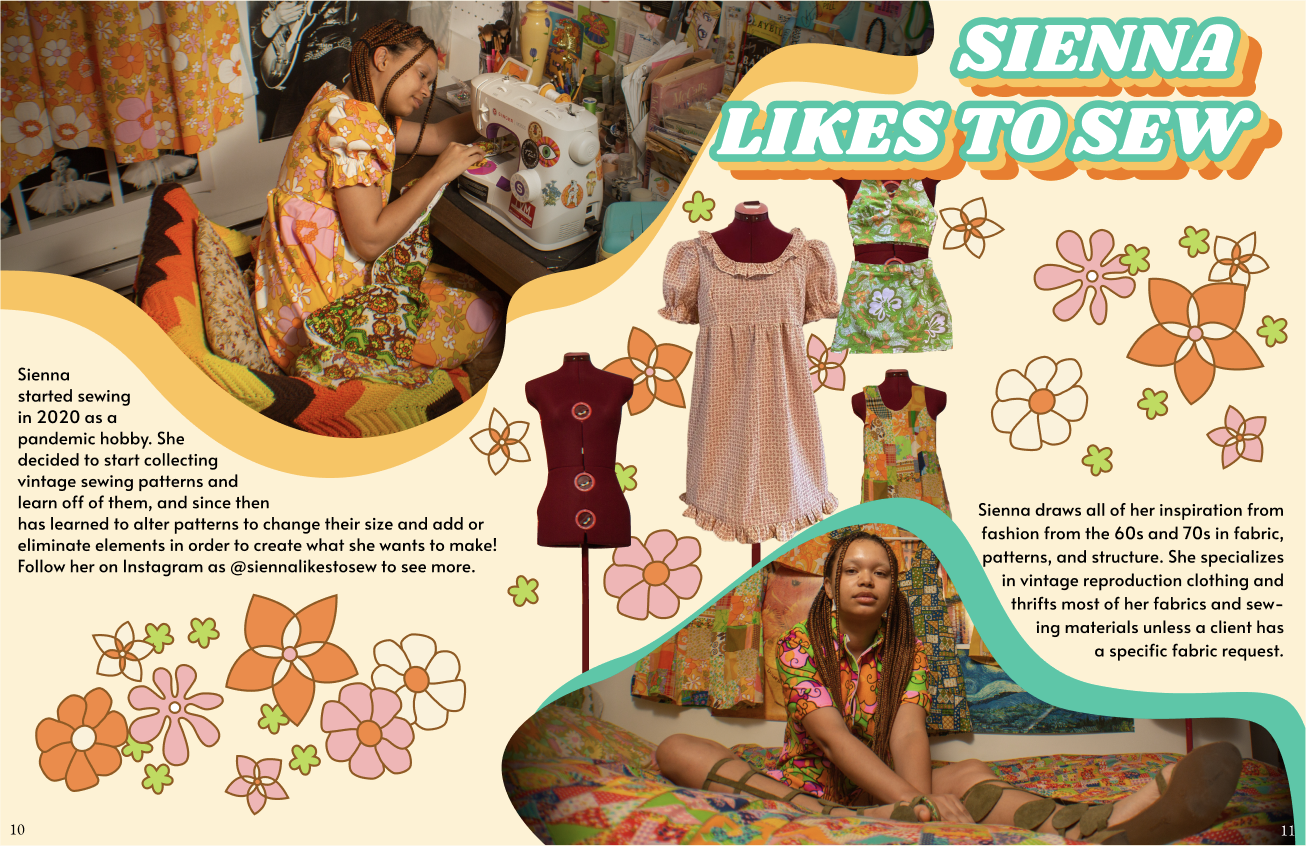 SIENNA
LIKES TO SEW
SINGER
PLAYBILL
Sienna
started sewing
in 2020 as a
pandemic hobby. She
decided to start collecting
vintage sewing patterns and
learn off of them, and since then
has learned to alter patterns to change their size and add or
eliminate elements in order to create what she wants to make!
Follow her on Instagram as @siennalikestosew to see more.
Sienna draws all of her inspiration from
fashion from the 60s and 70s in fabric,
patterns, and structure. She specializes
in vintage reproduction clothing and
thrifts most of her fabrics and sew-
ing materials unless a client has
a specific fabric request.
10
11